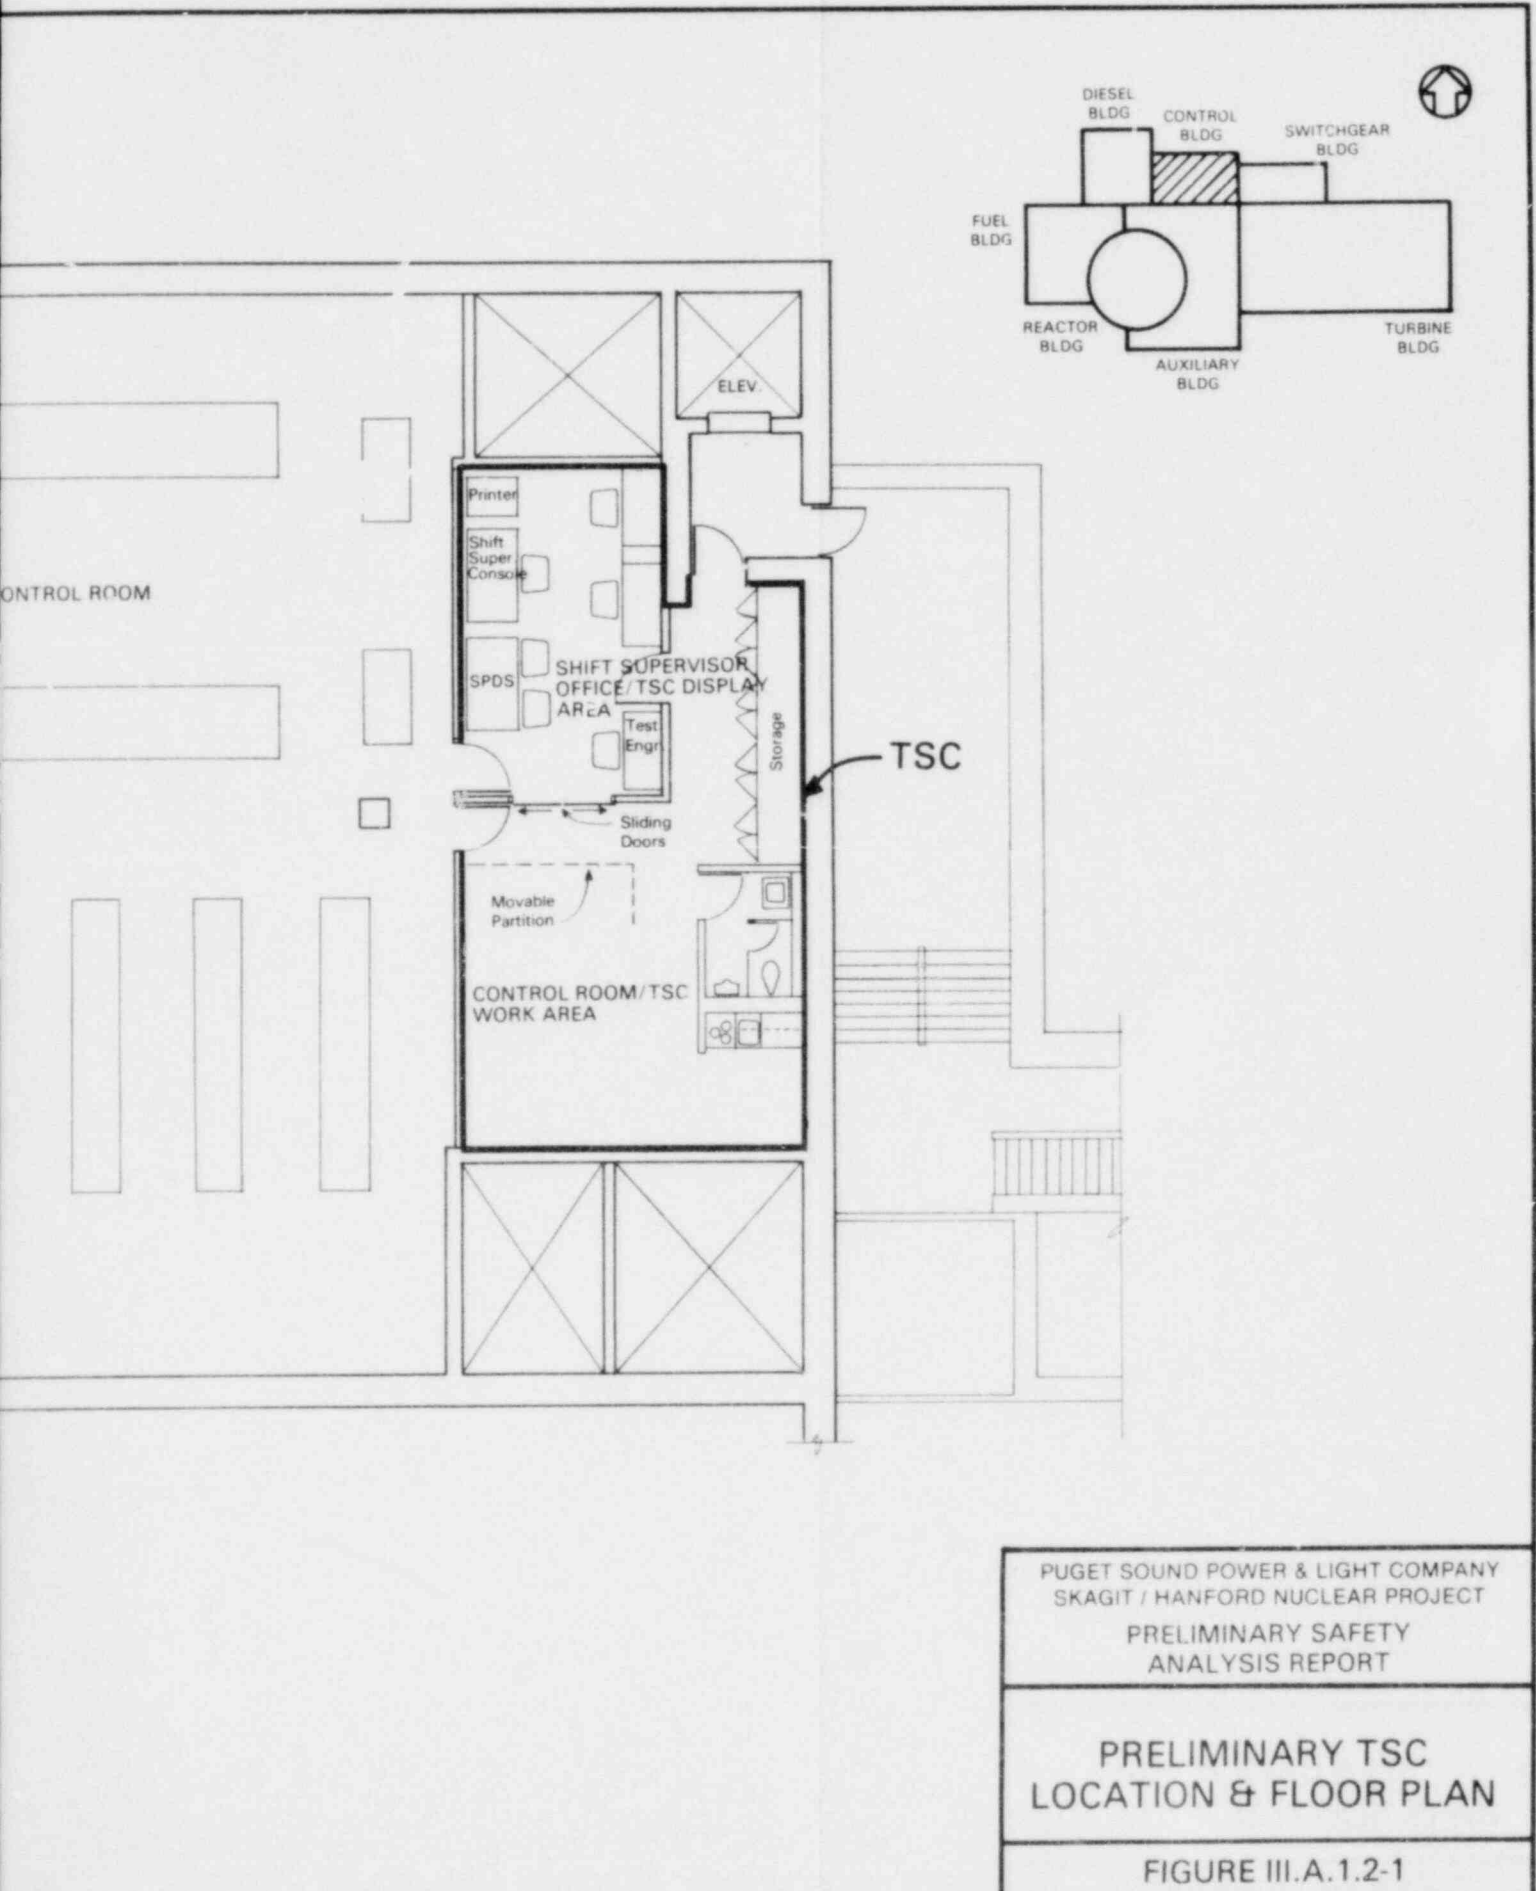 DIESEL
BLDG
CONTROL
BLDG
SWITCHGEAR
BLDG
FUEL
BLDG
REACTOR
BLDG
AUXILIARY
BLDG
TURBINE
BLDG
ELEV.
Printer
Shift
Super
Console
ONTROL ROOM
SPDS
SHIFT SUPERVISOR
OFFICE/TSC DISPLAY
AREA
Test
Engr
Storage
TSC
Sliding
Doors
Movable
Partition
CONTROL ROOM/TSC
WORK AREA
PUGET SOUND POWER & LIGHT COMPANY
SKAGIT / HANFORD NUCLEAR PROJECT
PRELIMINARY SAFETY
ANALYSIS REPORT
PRELIMINARY TSC
LOCATION & FLOOR PLAN
FIGURE III.A.1.2-1